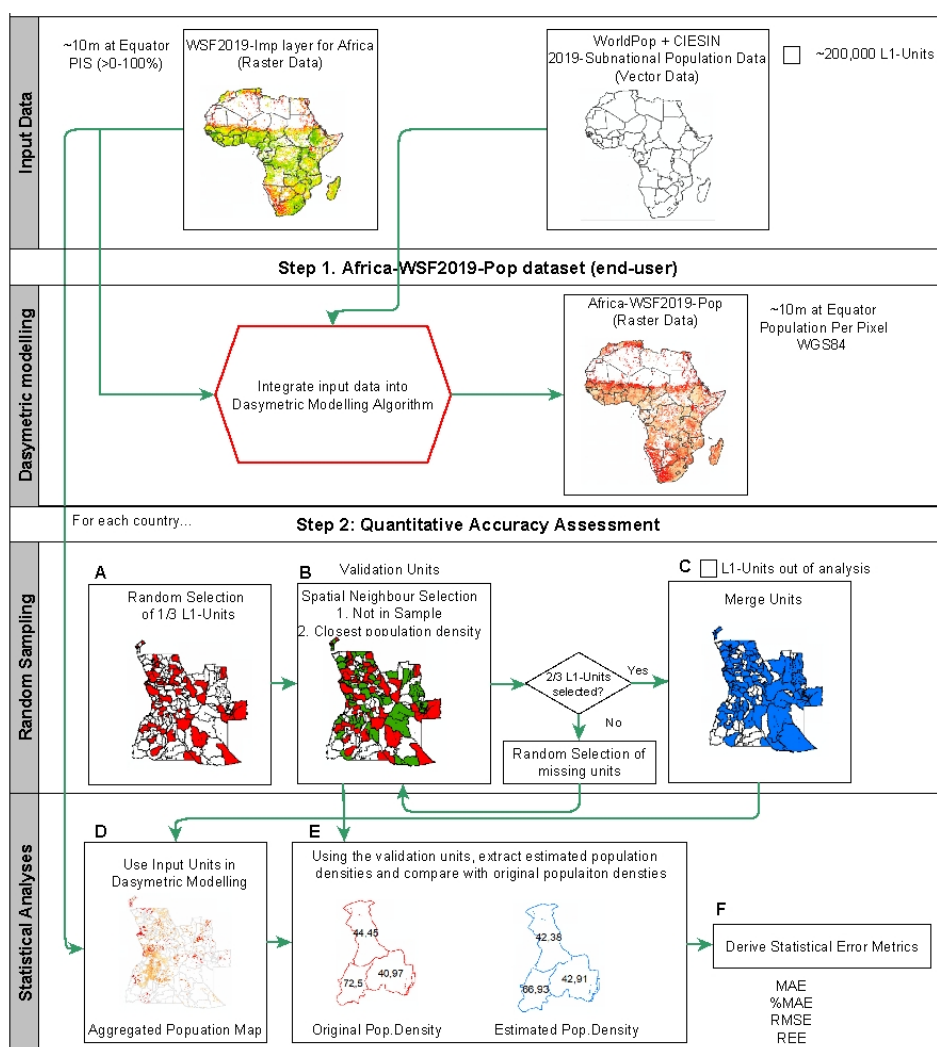 Input Data
~10m at Equator
PIS (>0-100%)
WSF2019-Imp layer for Africa
(Raster Data)
WorldPop + CIESIN
2019-Subnational Population Data
(Vector Data)
~200,000 L1-Units
Step 1. Africa-WSF2019-Pop dataset (end-user)
Dasymetric modelling
Integrate input data into
Dasymetric Modelling Algorithm
Africa-WSF2019-Pop
(Raster Data)
~10m at Equator
Population Per Pixel
WGS84
For each country...
Step 2: Quantitative Accuracy Assessment
Random Sampling
A
Random Selection
of 1/3 L1-Units
B
Validation Units
Spatial Neighbour Selection
1. Not in Sample
2. Closest population density
2/3 L1-Units
selected?
Yes
No
Random Selection of
missing units
C
L1-Units out of analysis
Merge Units
Statistical Analyses
D
Use Input Units in
Dasymetric Modelling
Aggregated Popuation Map
E
Using the validation units, extract estimated population
densities and compare with original populaiton densties
44,45
72,5
40,97
Original Pop.Density
42,38
66,93
42,91
Estimated Pop.Density
F
Derive Statistical Error Metrics
MAE
%MAE
RMSE
REE